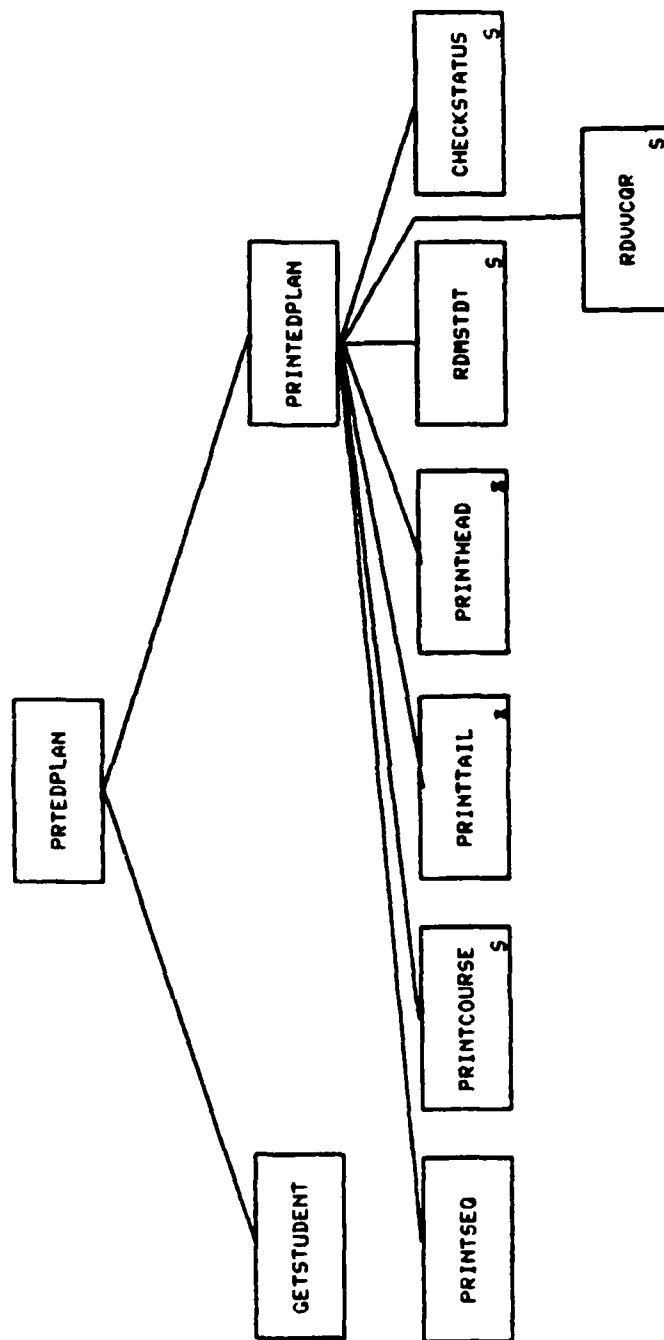 PRTEDPLAN
GETSTUDENT
PRINTEDPLAN
PRINTSEQ
PRINTCOURSE
S
PRINTTAIL
PRINTHEAD
RDMSTDT
S
CHECKSTATUS
S
RDVVCQR
S